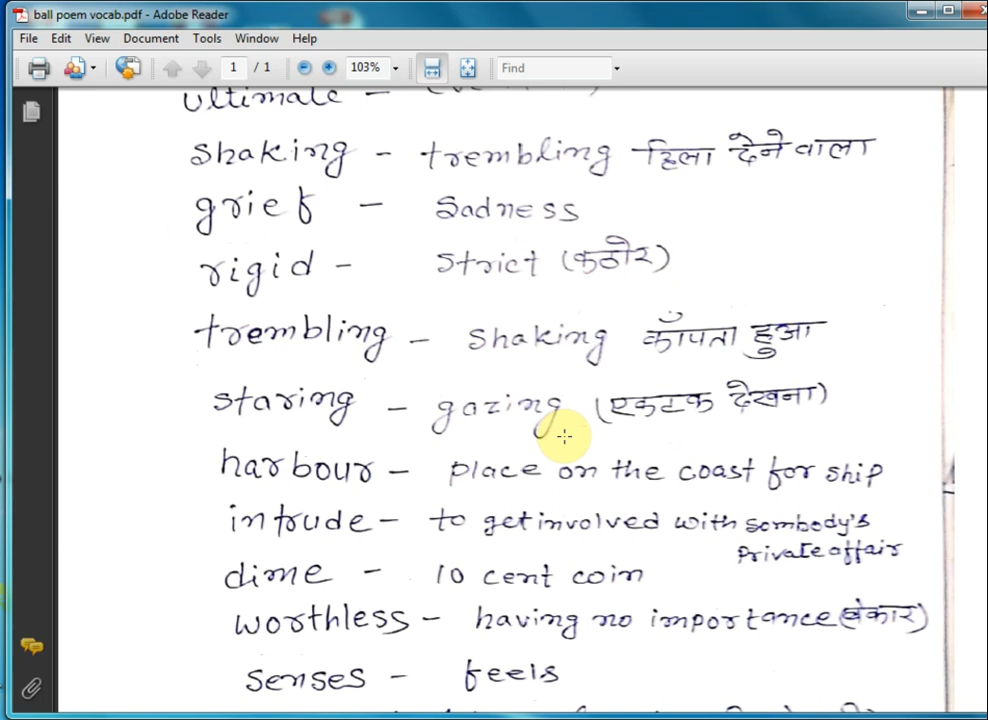 ball poem vocab.pdf - Adobe Reader
File Edit View Document Tools Window Help
1 / 1 103% Find
ultimate -
shaking - trembling हिला देने वाला
grief - Sadness
rigid - Strict (कठोर)
trembling - Shaking काँपता हुआ
staring - gazing (एकटक देखना)
harbour - place on the coast for ship
intrude - to get involved with sombody's
Private affair
dime - 10 cent coin
worthless - having no importance (बेकार)
senses - feels